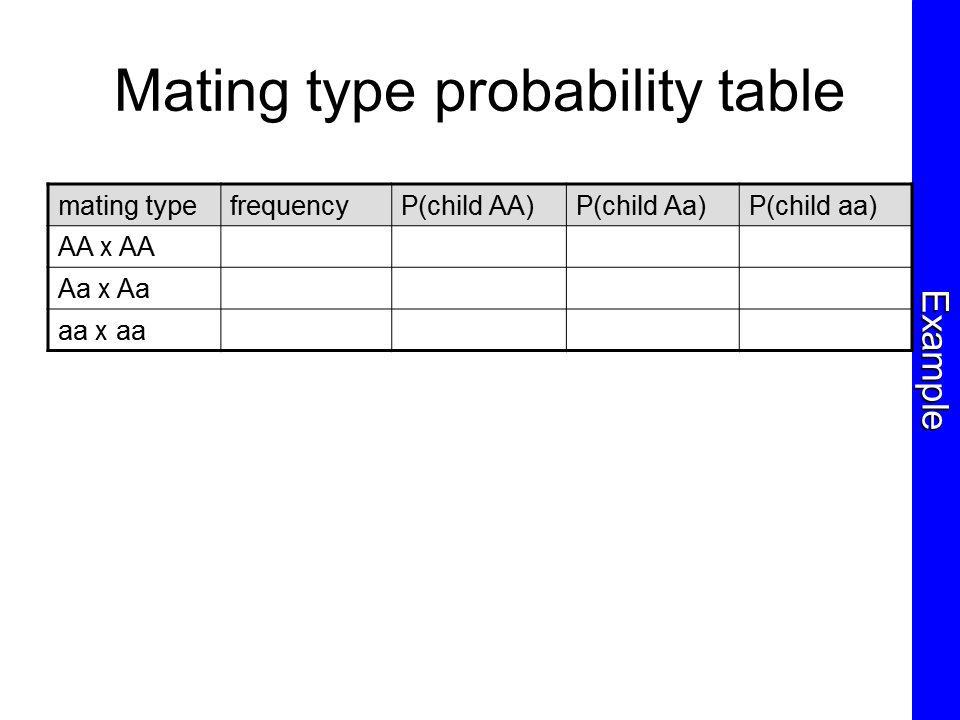 Mating type probability table
mating type frequency P(child AA) P(child Aa) P(child aa)
AA x AA
Aa x Aa
aa x aa
Example